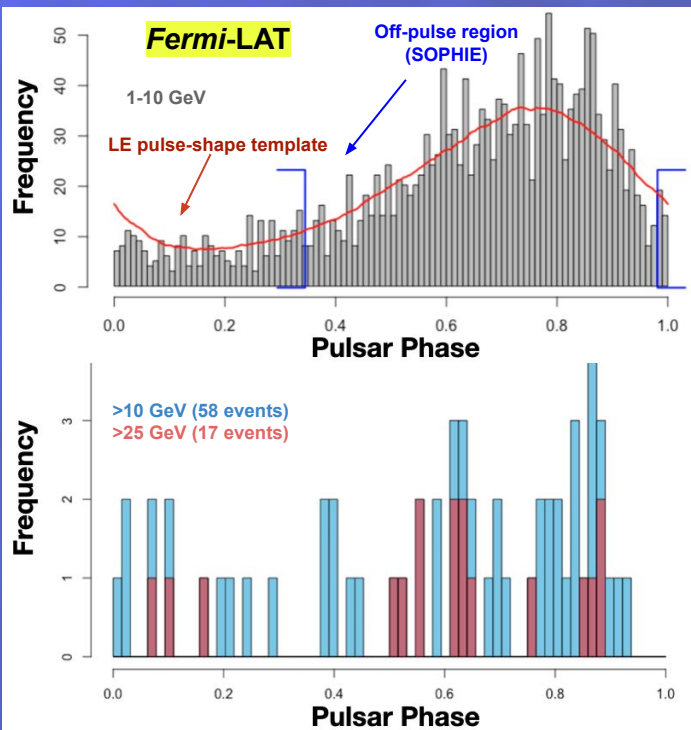 Fermi-LAT
Off-pulse region
(SOPHIE)
1-10 GeV
LE pulse-shape template
Frequency
0 10 20 30 40 50
0.0 0.2 0.4 0.6 0.8 1.0
Pulsar Phase
>10 GeV (58 events)
>25 GeV (17 events)
Frequency
0 1 2 3
0.0 0.2 0.4 0.6 0.8 1.0
Pulsar Phase